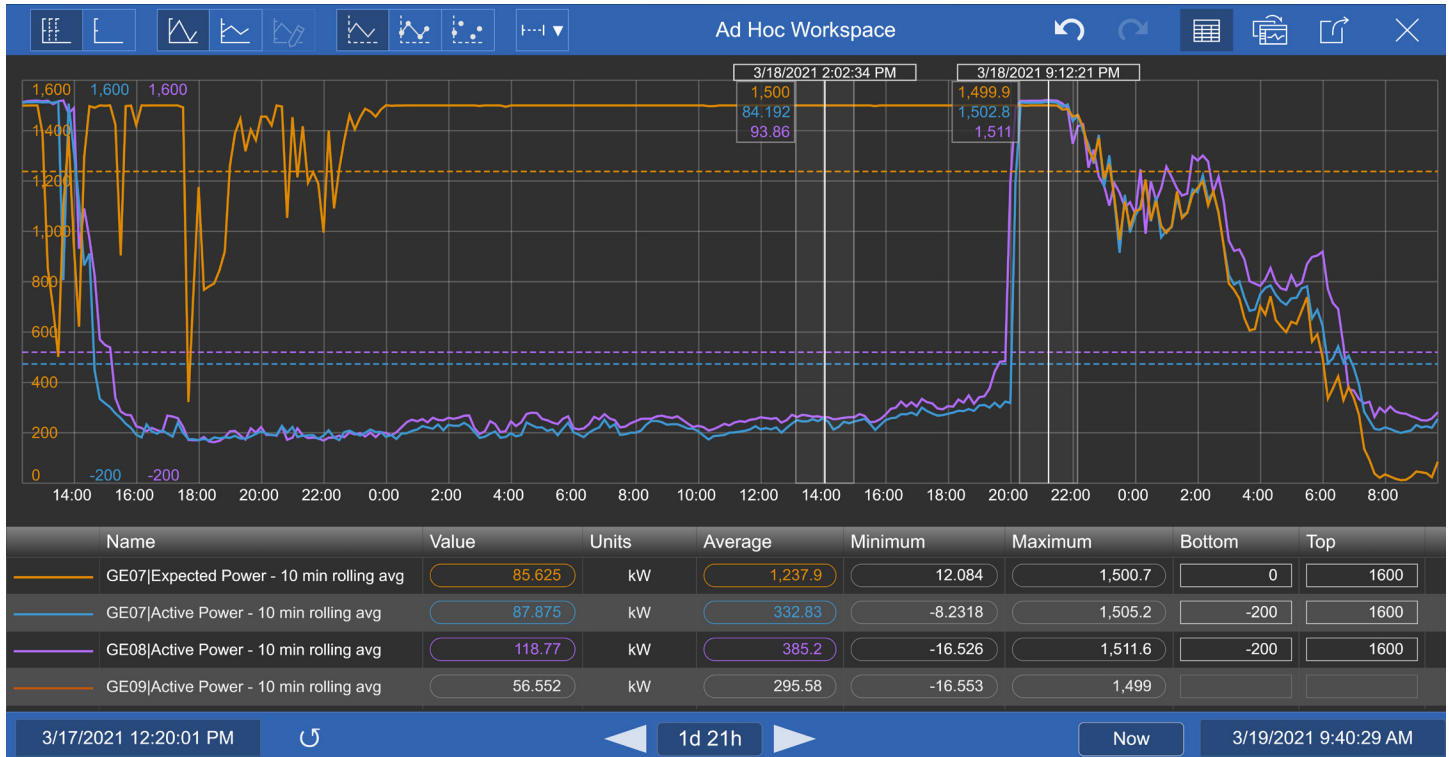 Ad Hoc Workspace
3/18/2021 2:02:34 PM 3/18/2021 9:12:21 PM
1,600 1,600 1,600 1,500 1,499.9
84.192 1,502.8
93.86 1,511
1,400
1,200
1,000
800
600
400
200
0 -200 -200
14:00 16:00 18:00 20:00 22:00 0:00 2:00 4:00 6:00 8:00 10:00 12:00 14:00 16:00 18:00 20:00 22:00 0:00 2:00 4:00 6:00 8:00
Name Value Units Average Minimum Maximum Bottom Top
GE07|Expected Power - 10 min rolling avg 85.625 kW 1,237.9 12.084 1,500.7 0 1600
GE07|Active Power - 10 min rolling avg 87.875 kW 332.83 -8.2318 1,505.2 -200 1600
GE08|Active Power - 10 min rolling avg 118.77 kW 385.2 -16.526 1,511.6 -200 1600
GE09|Active Power - 10 min rolling avg 56.552 kW 295.58 -16.553 1,499
3/17/2021 12:20:01 PM 1d 21h Now 3/19/2021 9:40:29 AM